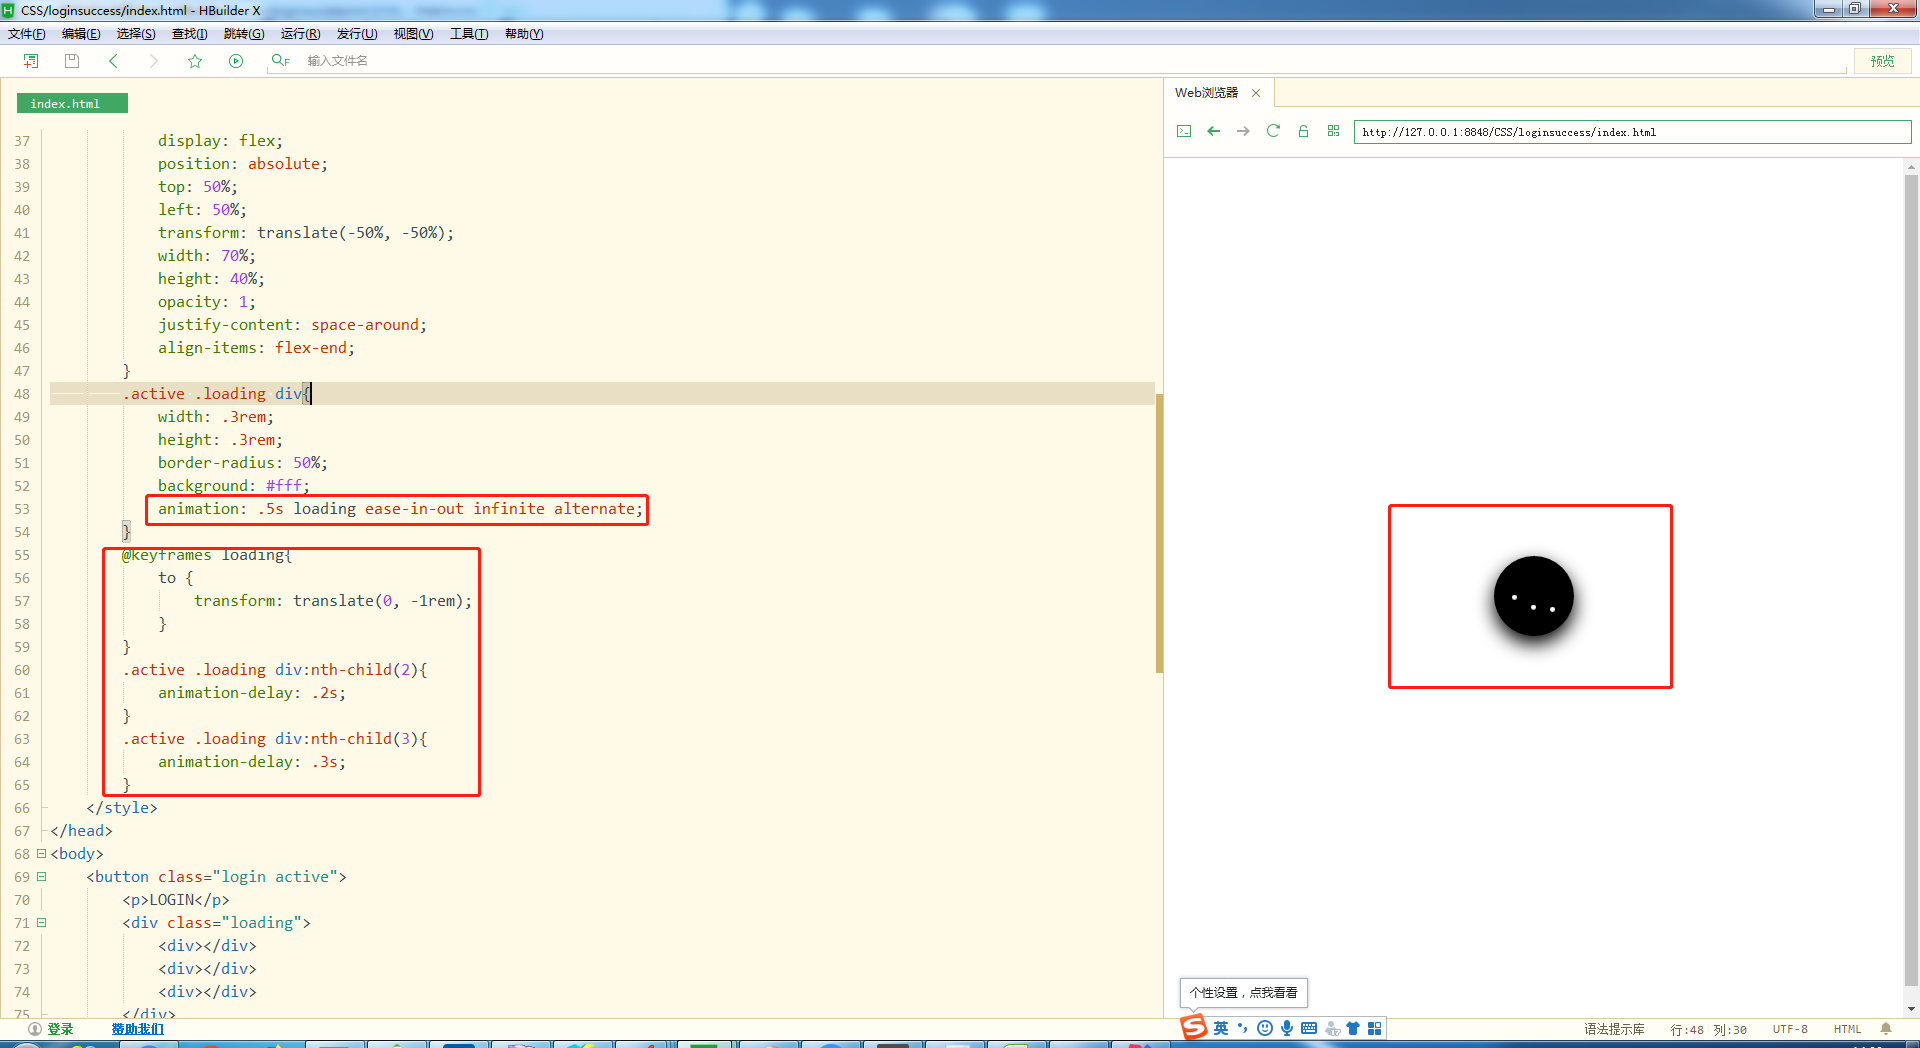 CSS/loginsuccess/index.html - HBuilder X
文件(F) 编辑(E) 选择(S) 查找(I) 跳转(G) 运行(R) 发行(U) 视图(V) 工具(T) 帮助(Y)
输入文件名
预览
index.html
37 display: flex;
38 position: absolute;
39 top: 50%;
40 left: 50%;
41 transform: translate(-50%, -50%);
42 width: 70%;
43 height: 40%;
44 opacity: 1;
45 justify-content: space-around;
46 align-items: flex-end;
47 }
48 .active .loading div{
49 width: .3rem;
50 height: .3rem;
51 border-radius: 50%;
52 background: #fff;
53 animation: .5s loading ease-in-out infinite alternate;
54 }
55 @keyframes loading{
56 to {
57 transform: translate(0, -1rem);
58 }
59 }
60 .active .loading div:nth-child(2){
61 animation-delay: .2s;
62 }
63 .active .loading div:nth-child(3){
64 animation-delay: .3s;
65 }
66 </style>
67 </head>
68 <body>
69 <button class="login active">
70 <p>LOGIN</p>
71 <div class="loading">
72 <div></div>
73 <div></div>
74 <div></div>
75 </div>
Web浏览器
http://127.0.0.1:8848/CSS/loginsuccess/index.html
个性设置，点我看看
英
登录 赞助我们
语法提示库 行:48 列:30 UTF-8 HTML